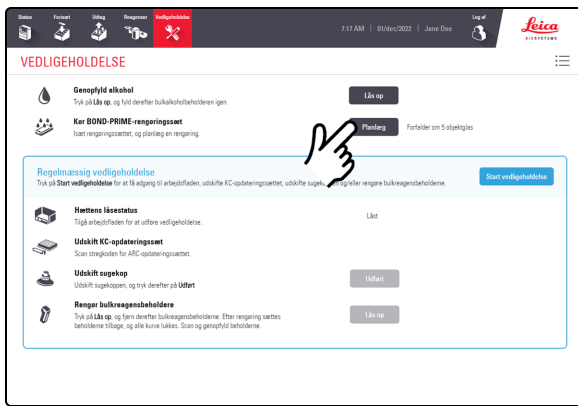 Status Forisæt Udtag Reagenser Vedligeholdelse 7:17 AM | 01/dec/2022 | Jane Doe Log af Leica
BIOSYSTEMS
VEDLIGEHOLDELSE
Genopfyld alkohol
Tryk på Lås op, og fyld derefter bulkalkoholbeholderen igen. Lås op
Kør BOND-PRIME-rengøringssæt
Isæt rengøringssættet, og planlæg en rengøring. Planlæg Forfalder om 5 objektglas
Regelmæssig vedligeholdelse
Tryk på Start vedligeholdelse for at få adgang til arbejdsfladen, udskifte KC-opdateringssættet, udskifte og/eller rengøre bulkreagensbeholderne. Start vedligeholdelse
Hættens låsestatus
Tilgå arbejdsfladen for at udføre vedligeholdelse. Låst
Udskift KC-opdateringssæt
Scan stregkoden for ARC-opdateringssættet
Udskift sugekop
Udskift sugekoppen, og tryk derefter på Udført Udført
Rengør bulkreagensbeholdere
Tryk på Lås op, og fjern derefter bulkreagensbeholderne. Efter rengøring sættes Lås op
beholderne tilbage, og alle kurve lukkes. Scan og genopfyld beholderne.